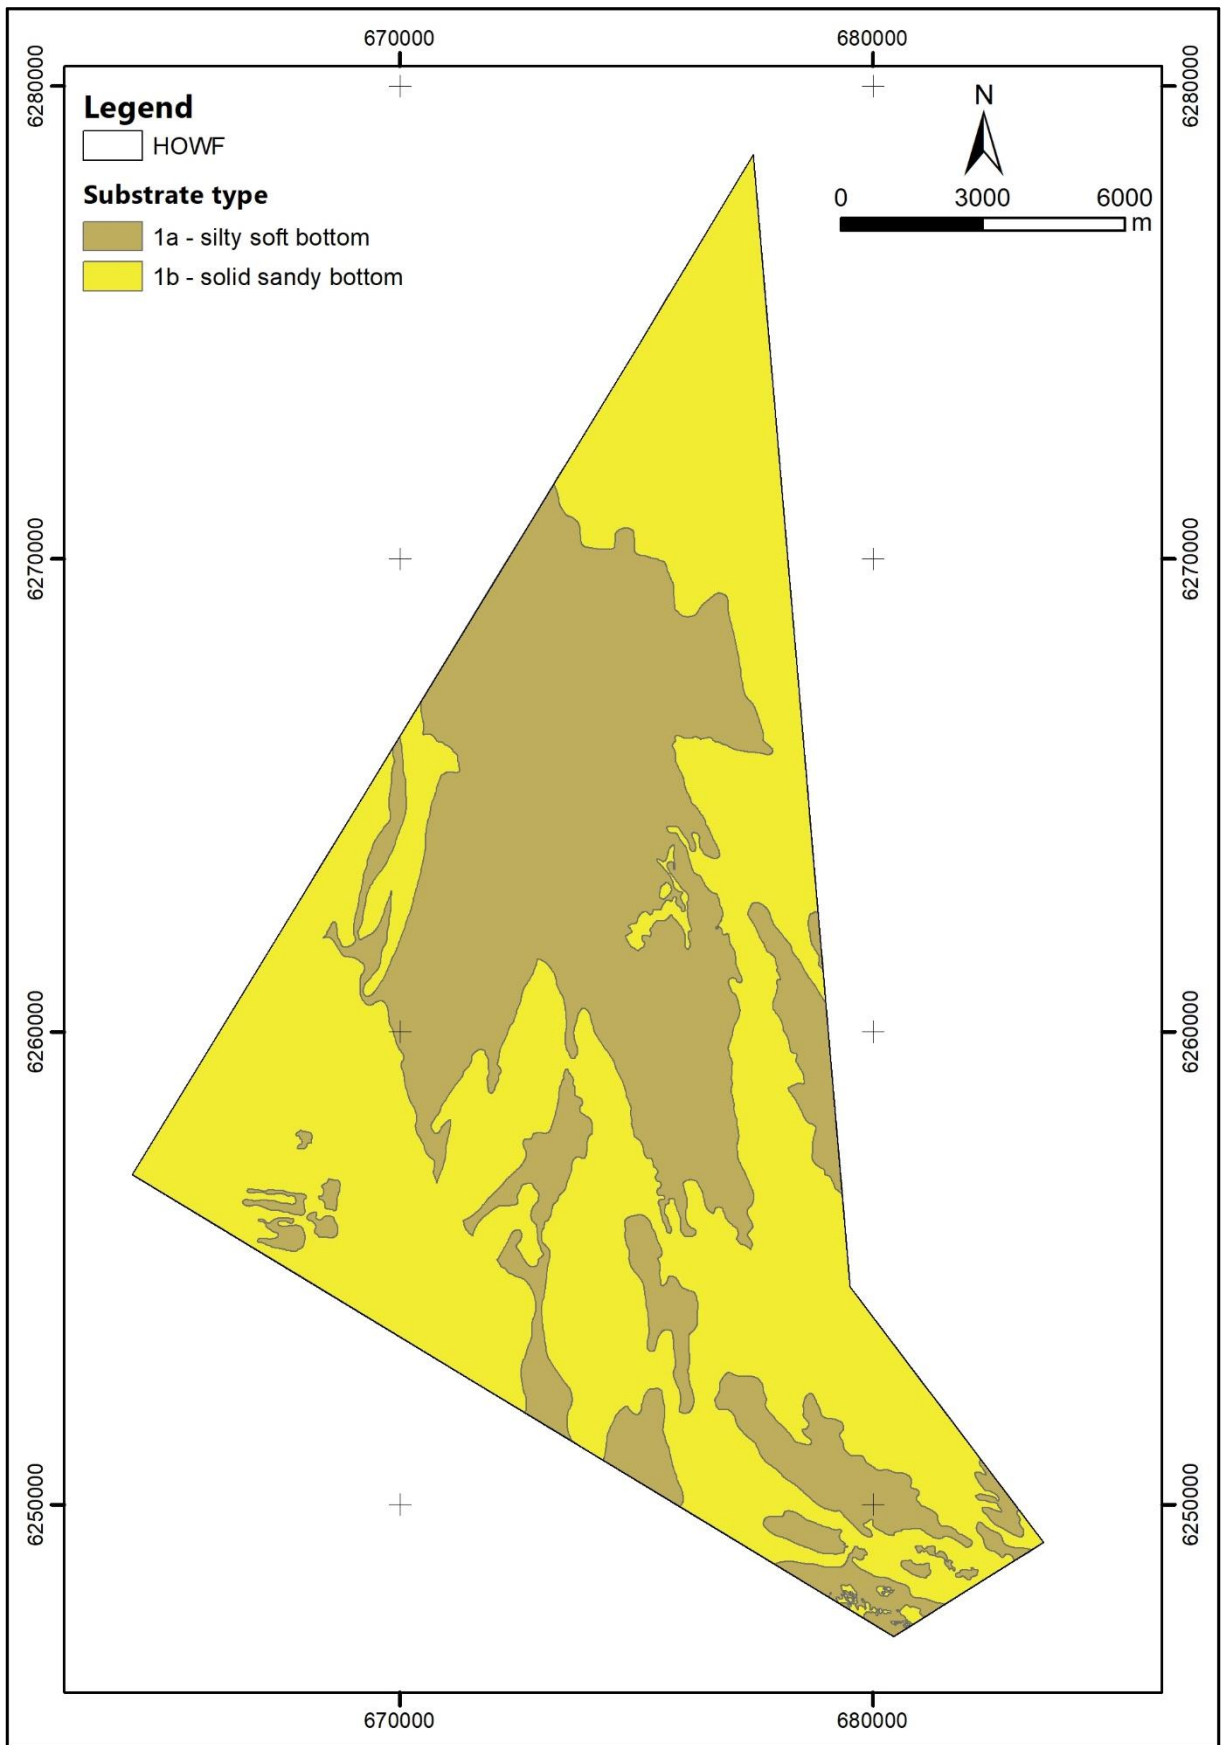 670000 680000
6280000 6280000
Legend
HOWF
Substrate type
1a - silty soft bottom
1b - solid sandy bottom
N
0 3000 6000
m
6270000 6270000
6260000 6260000
6250000 6250000
670000 680000